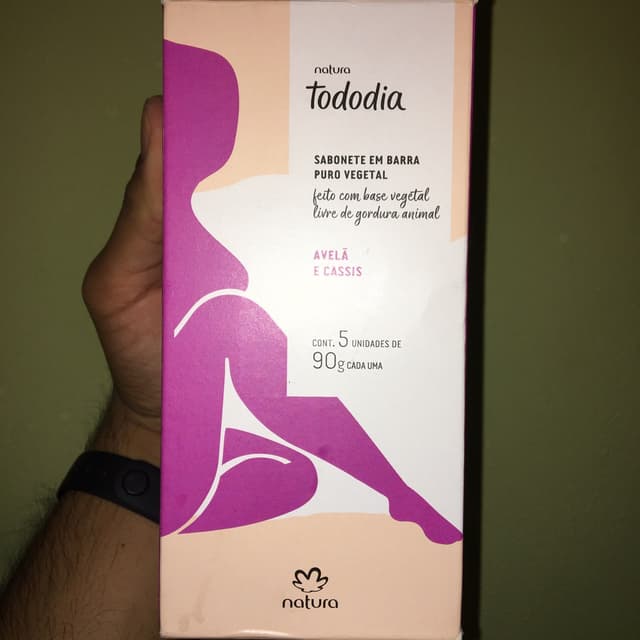 natura
tododia
SABONETE EM BARRA
PURO VEGETAL
feito com base vegetal
livre de gordura animal
AVELÃ
E CASSIS
CONT. 5 UNIDADES DE
90g CADA UMA
natura